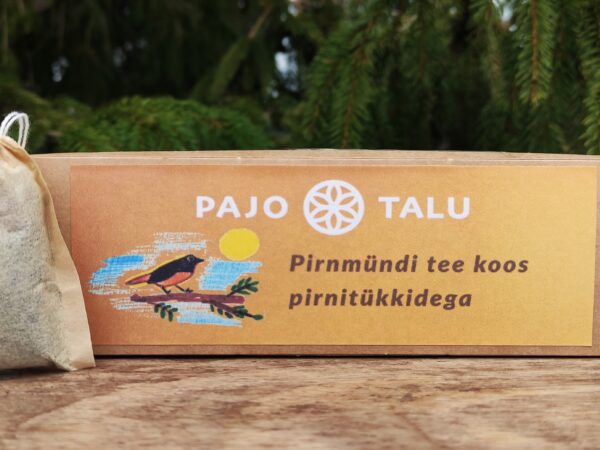 PAJO TALU
Pirnmündi tee koos
pirnitükkidega